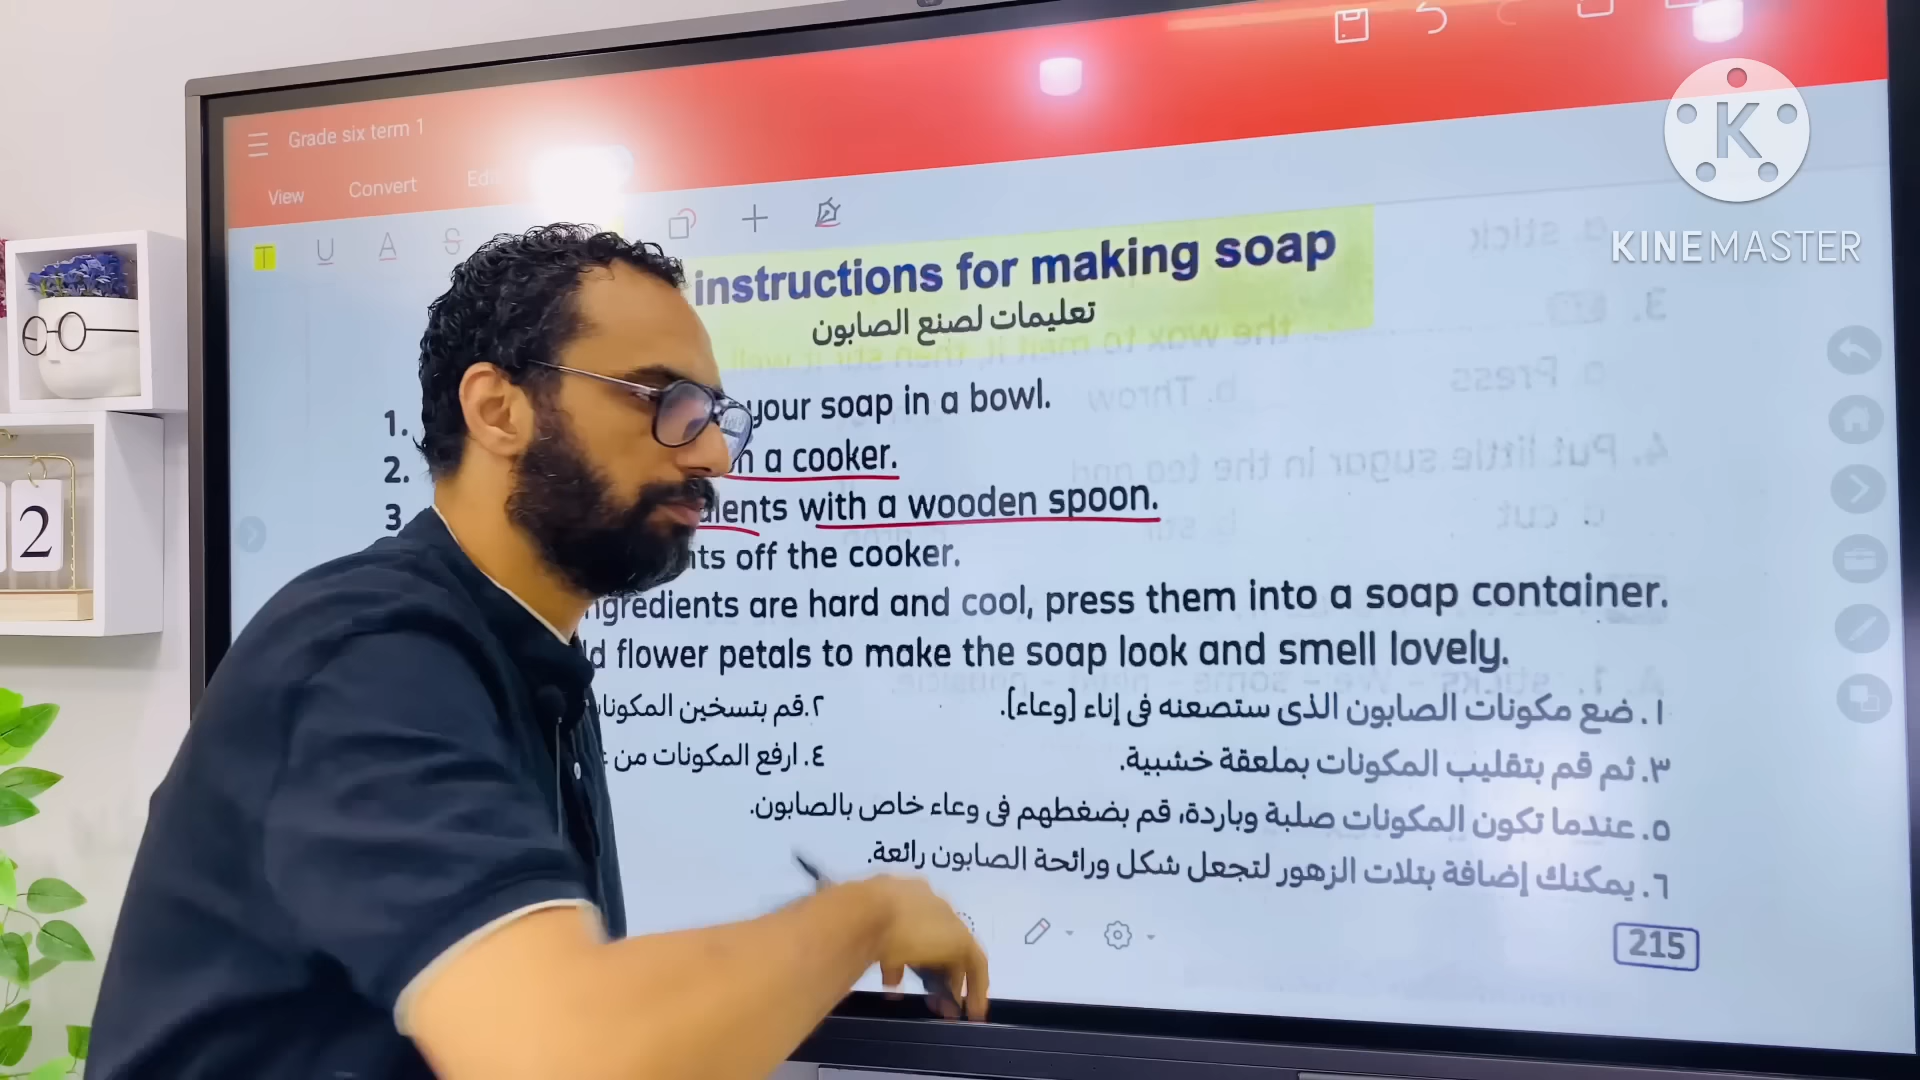 Grade six term 1
View Convert
T U A S
KINEMASTER
K
instructions for making soap
تعليمات لصنع الصابون
1. your soap in a bowl.
2. a cooker.
3. with a wooden spoon.
off the cooker.
are hard and cool, press them into a soap container.
flower petals to make the soap look and smell lovely.
١. ضع مكونات الصابون الذى ستصنعه فى إناء (وعاء).
٢. قم بتسخين
٣. ثم قم بتقليب المكونات بملعقة خشبية.
٤. ارفع المكونات من
٥. عندما تكون المكونات صلبة وباردة، قم بضغطهم فى وعاء خاص بالصابون.
٦. يمكنك إضافة بتلات الزهور لتجعل شكل ورائحة الصابون رائعة.
215
2